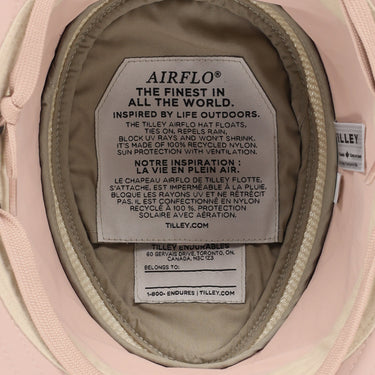 AIRFLO®
THE FINEST IN
ALL THE WORLD.
INSPIRED BY LIFE OUTDOORS.
THE TILLEY AIRFLO HAT FLOATS,
TIES ON, REPELS RAIN,
BLOCK UV RAYS AND WON'T SHRINK.
IT'S MADE OF 100% RECYCLED NYLON.
SUN PROTECTION WITH VENTILATION.
NOTRE INSPIRATION :
LA VIE EN PLEIN AIR.
LE CHAPEAU AIRFLO DE TILLEY FLOTTE,
S'ATTACHE, EST IMPERMÉABLE À LA PLUIE,
BLOQUE LES RAYONS UV ET NE RÉTRÉCIT
PAS. IL EST CONFECTIONNÉ EN NYLON
RECYCLÉ À 100 %. PROTECTION
SOLAIRE AVEC AÉRATION.
TILLEY.COM
TILLEY ENDURABLES
60 GERVAIS DRIVE, TORONTO, ON.
CANADA, M3C1Z3
BELONGS TO:
1-800- ENDURES | TILLEY.COM
TILLEY